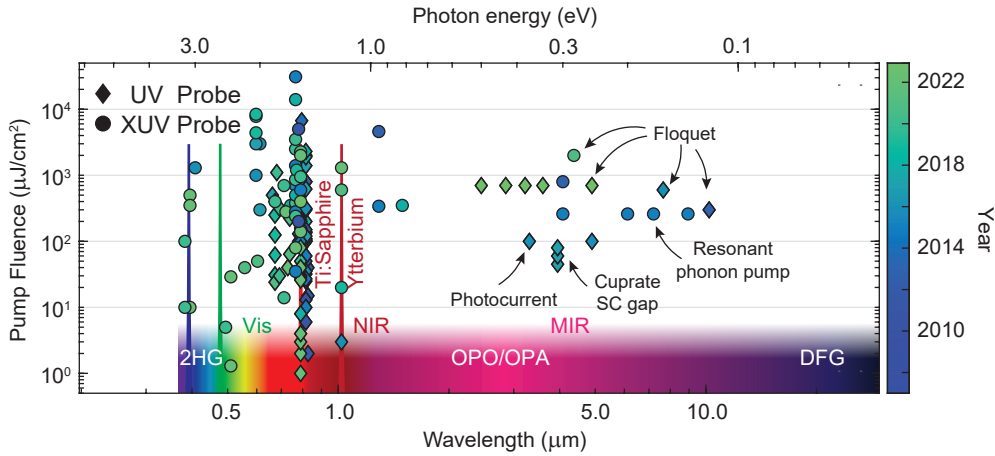 Photon energy (eV)
3.0
1.0
0.3
0.1
UV Probe
XUV Probe
Floquet
Ti:Sapphire
Ytterbium
Resonant
phonon pump
Photocurrent
Cuprate
SC gap
Vis
NIR
MIR
2HG
OPO/OPA
DFG
Pump Fluence (μJ/cm²)
10⁴
10³
10²
10¹
10⁰
0.5
1.0
5.0
10.0
Wavelength (μm)
2022
2018
2014
2010
Year